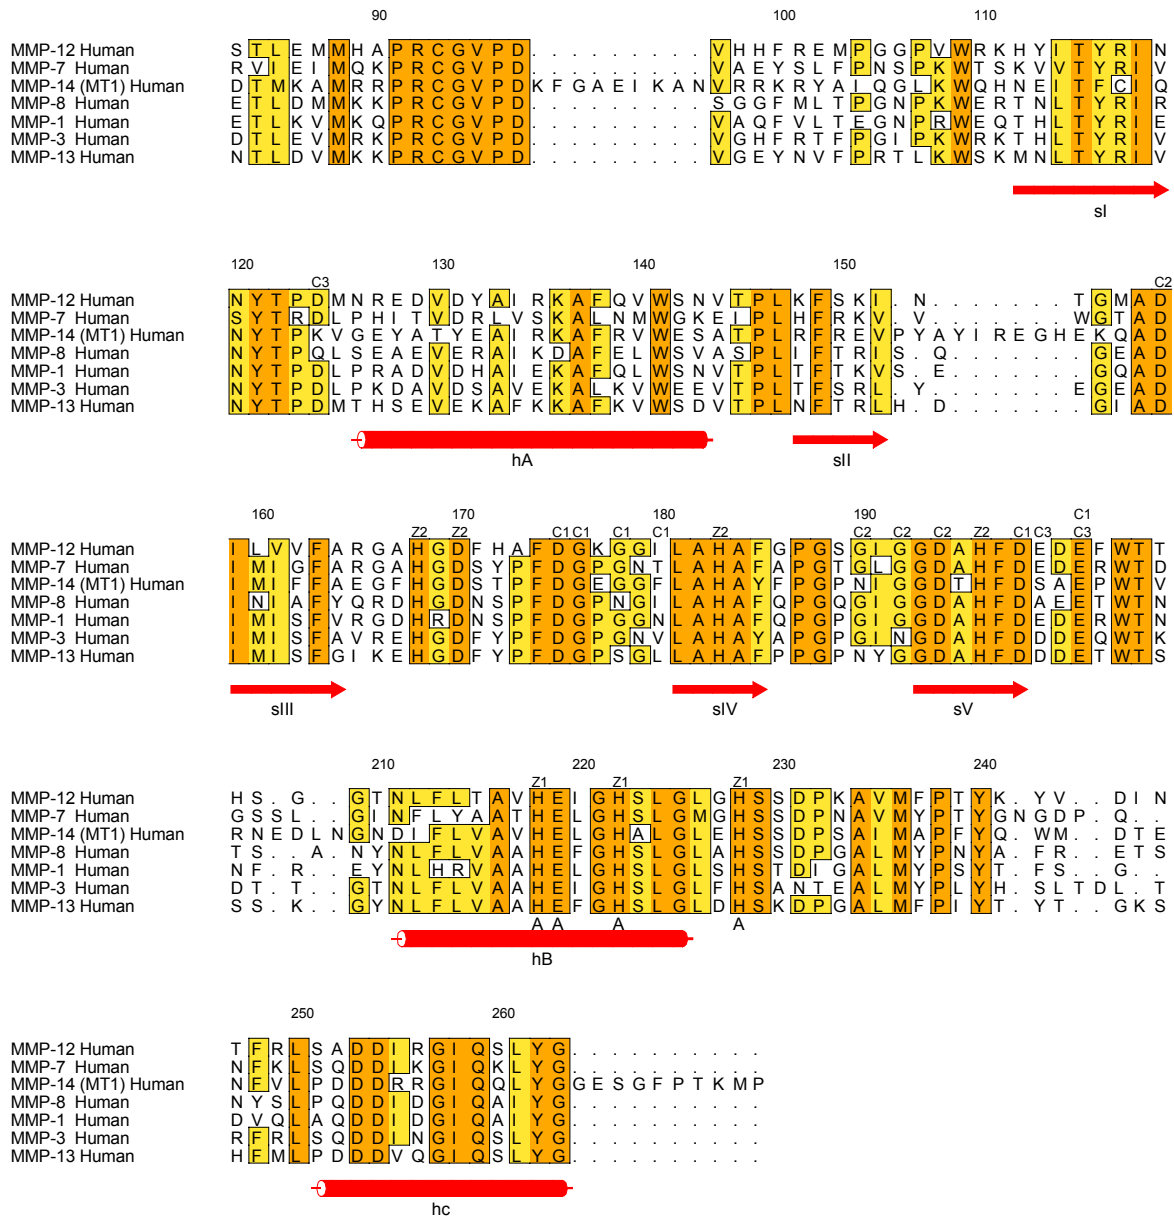 90 100 110
MMP-12 Human S T L E M M H A P R C G V P D . . . . . . . . . V H H F R E M P G G P V W R K H Y I T Y R I N
MMP-7 Human R V I E I M Q K P R C G V P D . . . . . . . . . V A E Y S L F P N S P K W T S K V V T Y R I V
MMP-14 (MT1) Human D T M K A M R R P R C G V P D K F G A E I K A N V R R K R Y A I Q G L K W Q H N E I T F C I Q
MMP-8 Human E T L D M M K K P R C G V P D . . . . . . . . . S G G F M L T P G N P K W E R T N L T Y R I R
MMP-1 Human E T L K V M K Q P R C G V P D . . . . . . . . . V A Q F V L T E G N P R W E Q T H L T Y R I E
MMP-3 Human D T L E V M R K P R C G V P D . . . . . . . . . V G H F R T F P G I P K W R K T H L T Y R I V
MMP-13 Human N T L D V M K K P R C G V P D . . . . . . . . . V G E Y N V F P R T L K W S K M N L T Y R I V
sI
120 130 140 150
C3 C2
MMP-12 Human N Y T P D M N R E D V D Y A I R K A F Q V W S N V T P L K F S K I . N . . . . . . . T G M A D
MMP-7 Human S Y T R D L P H I T V D R L V S K A L N M W G K E I P L H F R K V . V . . . . . . . W G T A D
MMP-14 (MT1) Human N Y T P K V G E Y A T Y E A I R K A F R V W E S A T P L R F R E V P Y A Y I R E G H E K Q A D
MMP-8 Human N Y T P Q L S E A E V E R A I K D A F E L W S V A S P L I F T R I S . Q . . . . . . . G E A D
MMP-1 Human N Y T P D L P R A D V D H A I E K A F Q L W S N V T P L T F T K V S . E . . . . . . . G Q A D
MMP-3 Human N Y T P D L P K D A V D S A V E K A L K V W E E V T P L T F S R L . Y . . . . . . . E G E A D
MMP-13 Human N Y T P D M T H S E V E K A F K K A F K V W S D V T P L N F T R L H . D . . . . . . . G I A D
hA sII
160 170 180 190
Z2 Z2 C1 C1 C1 C1 Z2 C2 C2 C2 Z2 C1 C3 C1 C3
MMP-12 Human I L V V F A R G A H G D F H A F D G K G G I L A H A F G P G S G I G G D A H F D E D E F W T T
MMP-7 Human I M I G F A R G A H G D S Y P F D G P G N T L A H A F A P G T G L G G D A H F D E D E R W T D
MMP-14 (MT1) Human I M I F F A E G F H G D S T P F D G E G G F L A H A Y F P G P N I G G D T H F D S A E P W T V
MMP-8 Human I N I A F Y Q R D H G D N S P F D G P N G I L A H A F Q P G Q G I G G D A H F D A E E T W T N
MMP-1 Human I M I S F V R G D H R D N S P F D G P G G N L A H A F Q P G P G I G G D A H F D E D E R W T N
MMP-3 Human I M I S F A V R E H G D F Y P F D G P G N V L A H A Y A P G P G I N G D A H F D D D E Q W T K
MMP-13 Human I M I S F G I K E H G D F Y P F D G P S G L L A H A F P P G P N Y G G D A H F D D D E T W T S
sIII sIV sV
210 220 230 240
Z1 Z1 Z1
MMP-12 Human H S . G . . G T N L F L T A V H E I G H S L G L G H S S D P K A V M F P T Y K . Y V . D I N
MMP-7 Human G S S L . . G I N F L Y A A T H E L G H S L G M G H S S D P N A V M Y P T Y G N G D P . Q .
MMP-14 (MT1) Human R N E D L N G N D I F L V A V H E L G H A L G L E H S S D P S A I M A P F Y Q . W M . D T E
MMP-8 Human T S . . A . N Y N L F L V A A H E F G H S L G L A H S S D P G A L M Y P N Y A . F R . . E T S
MMP-1 Human N F . R . . E Y N L H R V A A H E L G H S L G L S H S T D I G A L M Y P S Y T . F S . . G .
MMP-3 Human D T . T . . G T N L F L V A A H E I G H S L G L F H S A N T E A L M Y P L Y H . S L T D L . T
MMP-13 Human S S . K . . G Y N L F L V A A H E F G H S L G L D H S K D P G A L M F P I Y T . Y T . . G K S
A A A A
hB
250 260
MMP-12 Human T F R L S A D D I R G I Q S L Y G . . . . . . . . . .
MMP-7 Human N F K L S Q D D I K G I Q K L Y G . . . . . . . . . .
MMP-14 (MT1) Human N F V L P D D D R R G I Q Q L Y G G E S G F P T K M P
MMP-8 Human N Y S L P Q D D I D G I Q A I Y G . . . . . . . . . .
MMP-1 Human D V Q L A Q D D I D G I Q A I Y G . . . . . . . . . .
MMP-3 Human R F R L S Q D D I N G I Q S L Y G . . . . . . . . . .
MMP-13 Human H F M L P D D D V Q G I Q S L Y G . . . . . . . . . .
hc